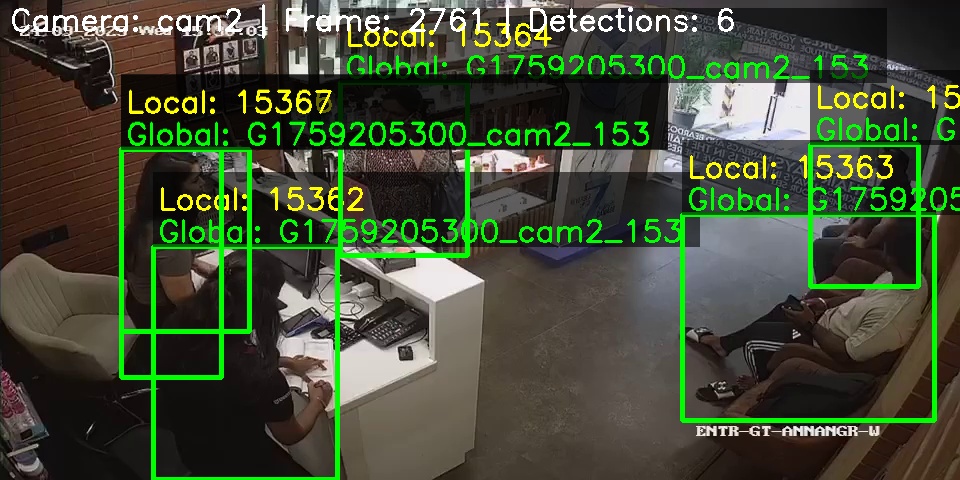 Camera: cam2 | Frame: 2761 | Detections: 6
Local: 15364
Global: G1759205300_cam2_153
Local: 15367
Global: G1759205300_cam2_153
Local: 15
Global: G
Local: 15363
Global: G1759205
Local: 15362
Global: G1759205300_cam2_153
ENTR-GT-ANNANGR-W